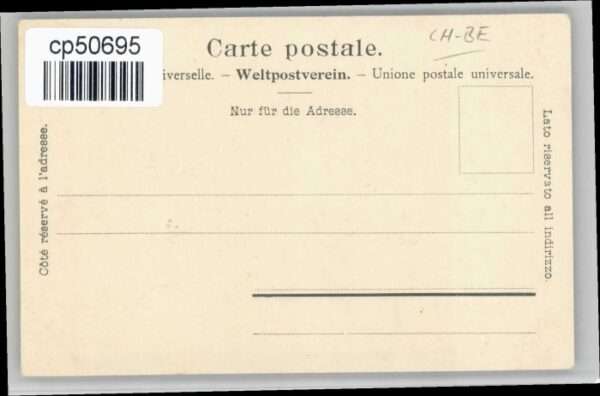 cp50695
CH-BE
Carte postale.
iverselle. – Weltpostverein. – Unione postale universale.
Nur für die Adresse.
Côté réservé à l'adresse.
Lato riservato all indirizzo.